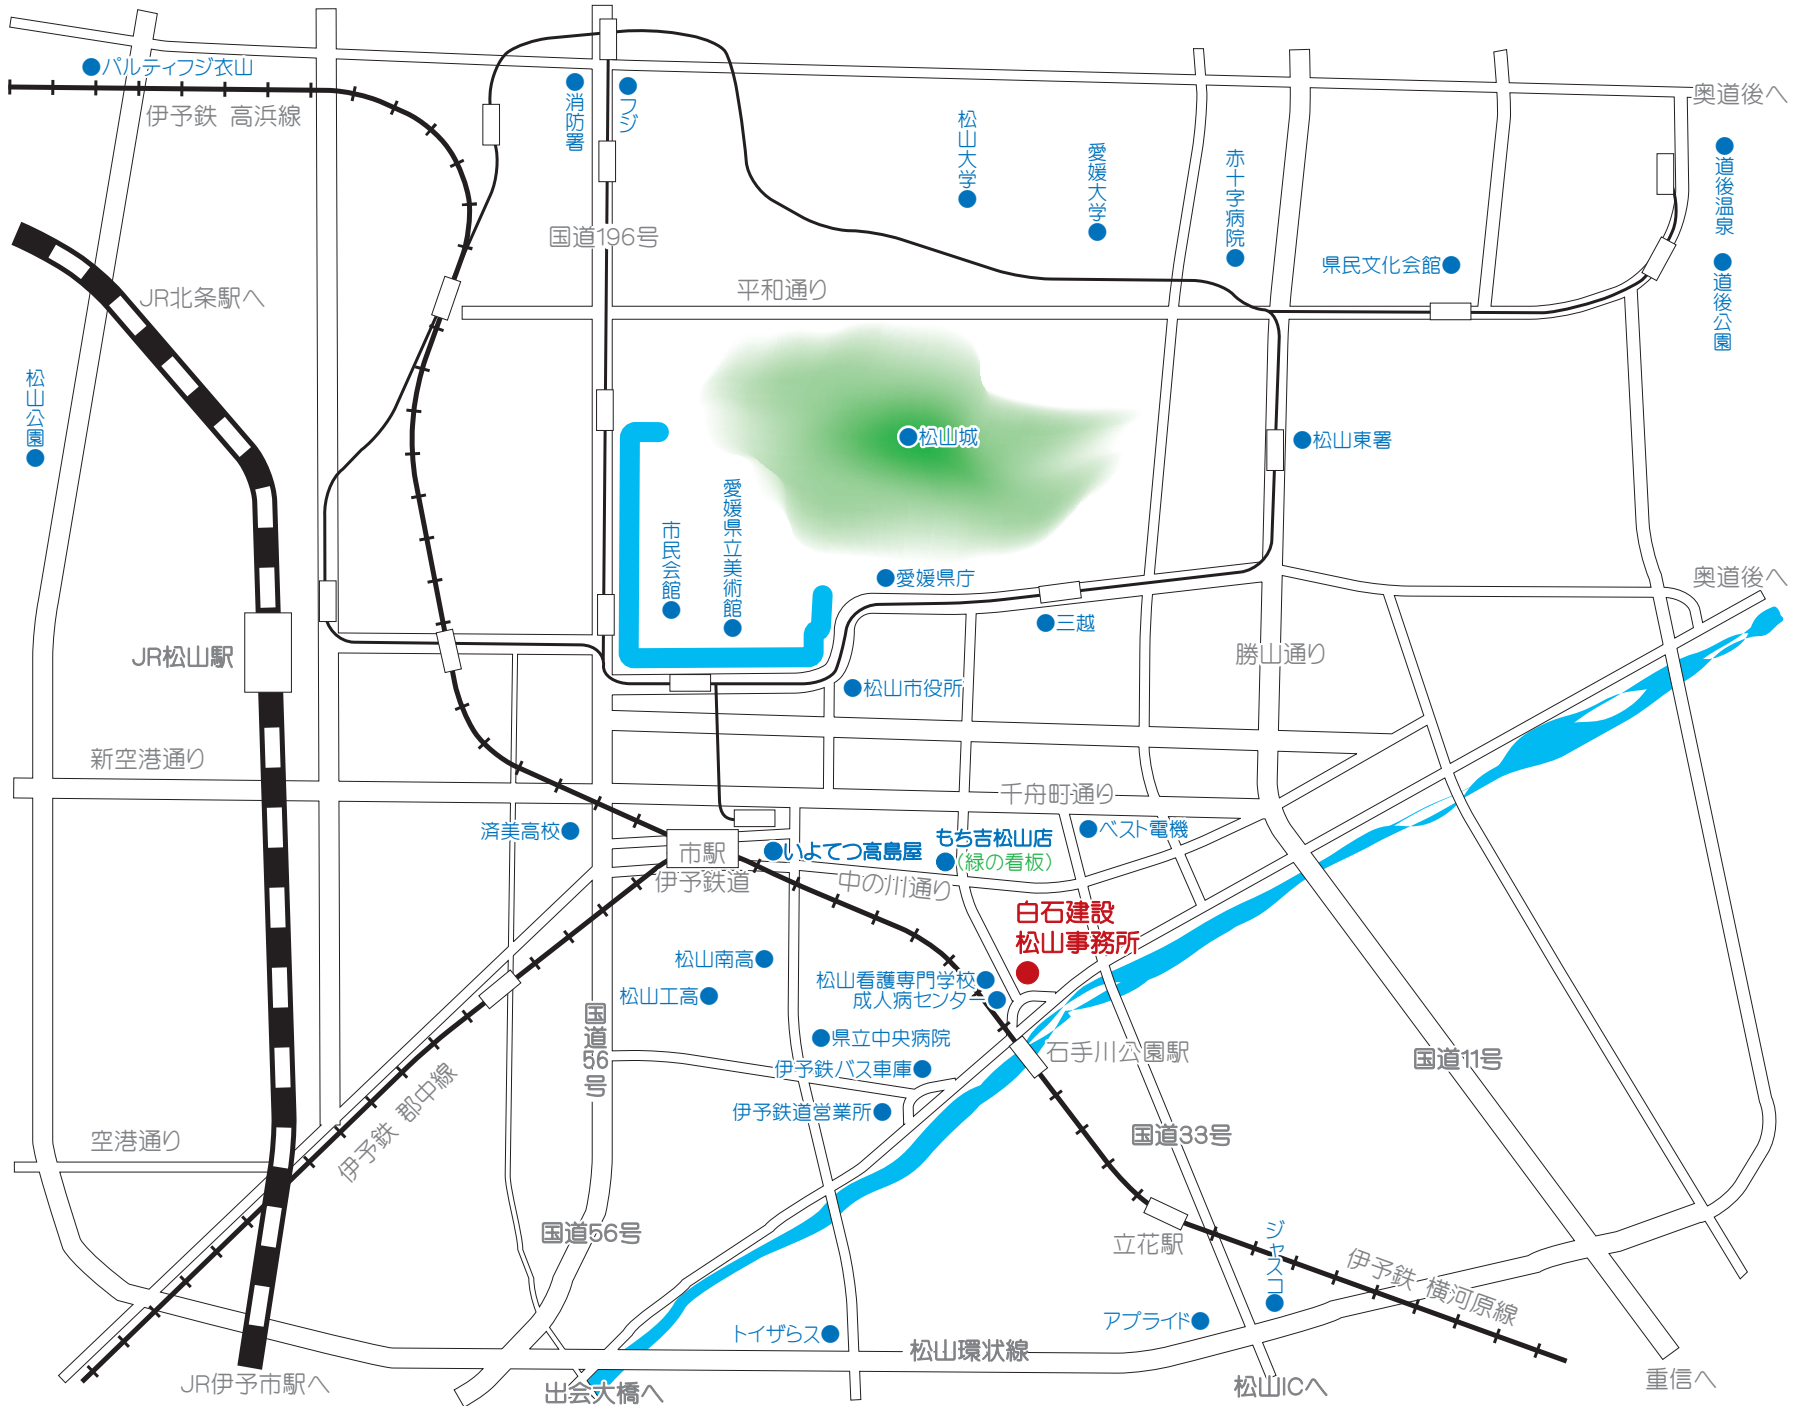 パルティフジ衣山
伊予鉄 高浜線
消防署
フジ
松山大学
愛媛大学
赤十字病院
奥道後へ
道後温泉
道後公園
県民文化会館
国道196号
平和通り
JR北条駅へ
松山公園
松山城
松山東署
市民会館
愛媛県立美術館
愛媛県庁
三越
奥道後へ
JR松山駅
勝山通り
松山市役所
新空港通り
千舟町通り
済美高校
ベスト電機
もち吉松山店
(緑の看板)
いよてつ高島屋
市駅
伊予鉄道
中の川通り
白石建設
松山事務所
松山南高
松山工高
松山看護専門学校
成人病センター
国道56号
県立中央病院
石手川公園駅
国道11号
伊予鉄バス車庫
伊予鉄道営業所
伊予鉄 郡中線
国道33号
空港通り
国道56号
立花駅
ジャスコ
伊予鉄 横河原線
アプライド
トイザらス
松山環状線
JR伊予市駅へ
出会大橋へ
松山ICへ
重信へ